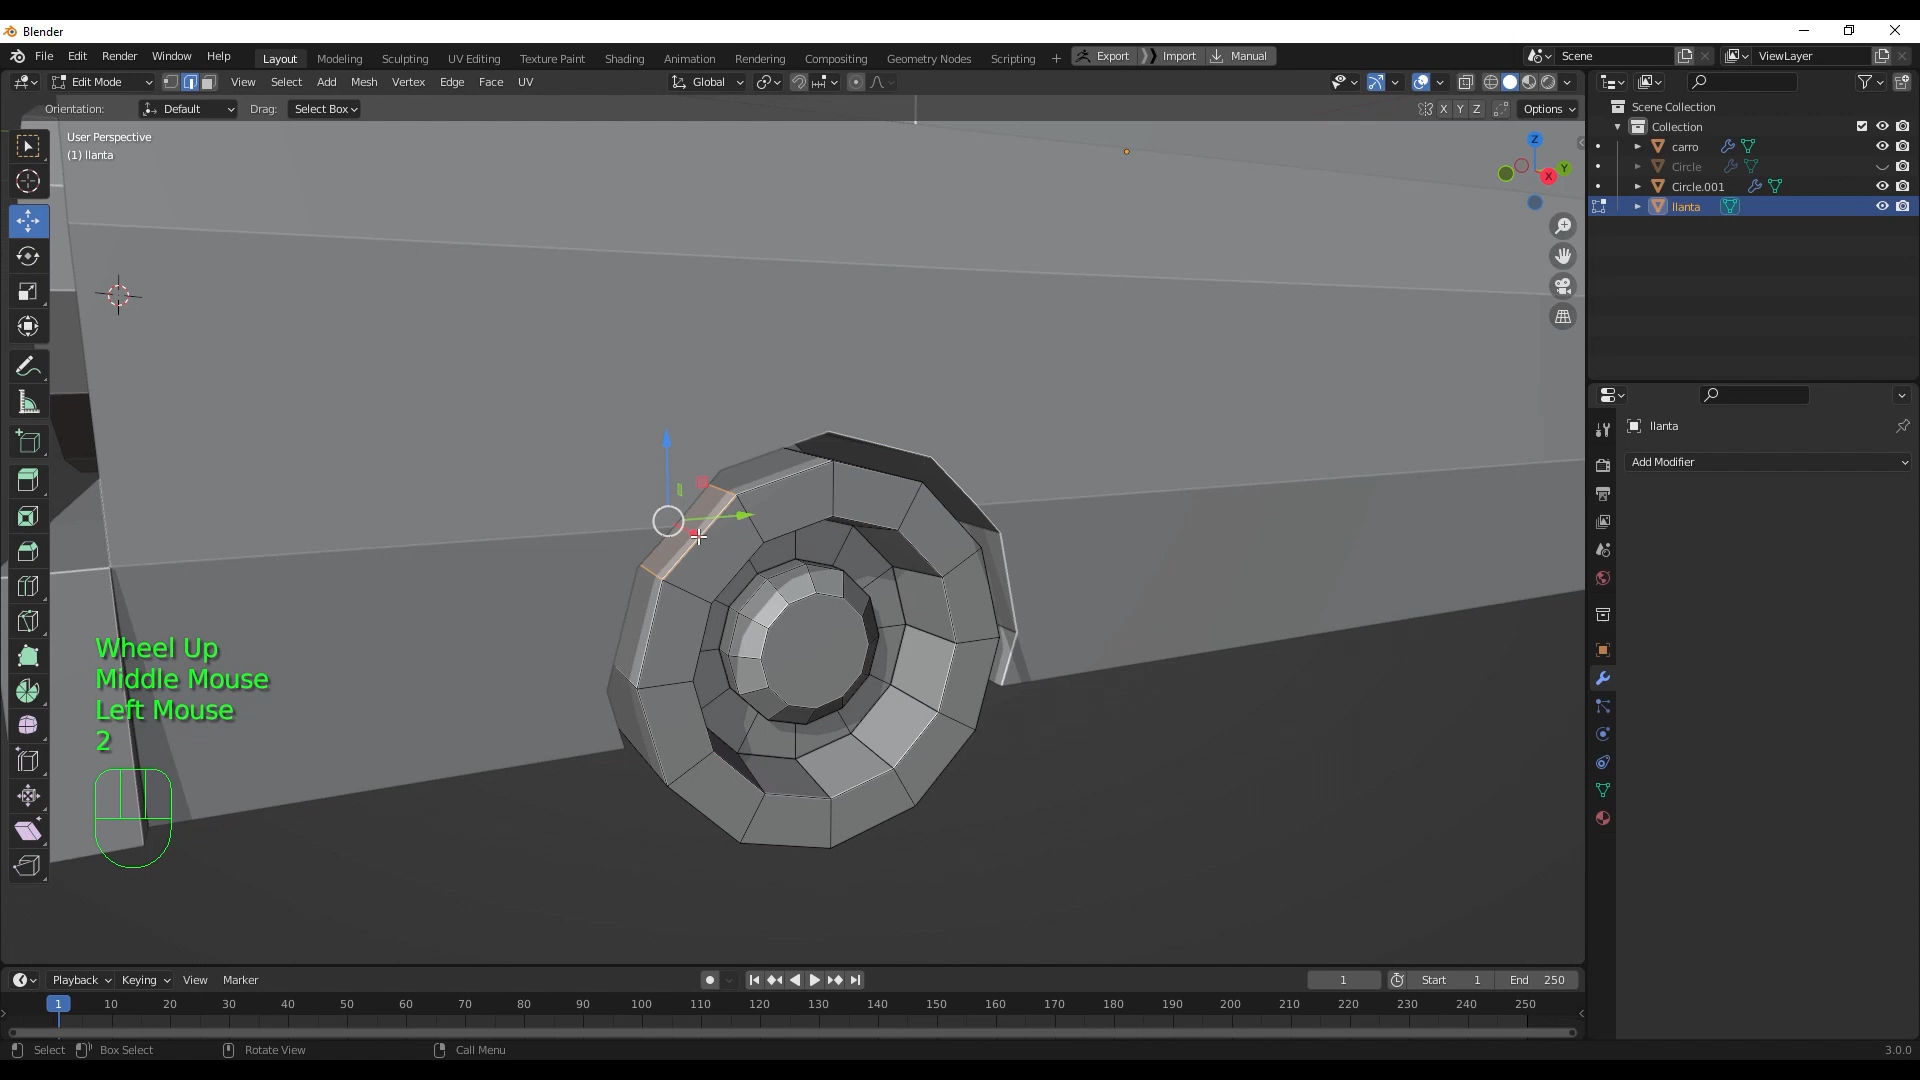 Blender
File Edit Render Window Help Layout Modeling Sculpting UV Editing Texture Paint Shading Animation Rendering Compositing Geometry Nodes Scripting + Export Import Manual Scene ViewLayer
Edit Mode View Select Add Mesh Vertex Edge Face UV Global
Orientation: Default Drag: Select Box X Y Z Options
User Perspective
(1) llanta
Z
Y
X
Scene Collection
Collection
carro
Circle
Circle.001
llanta
llanta
Add Modifier
Wheel Up
Middle Mouse
Left Mouse
2
Playback Keying View Marker 1 Start 1 End 250
1 10 20 30 40 50 60 70 80 90 100 110 120 130 140 150 160 170 180 190 200 210 220 230 240 250
Select Box Select Rotate View Call Menu 3.0.0